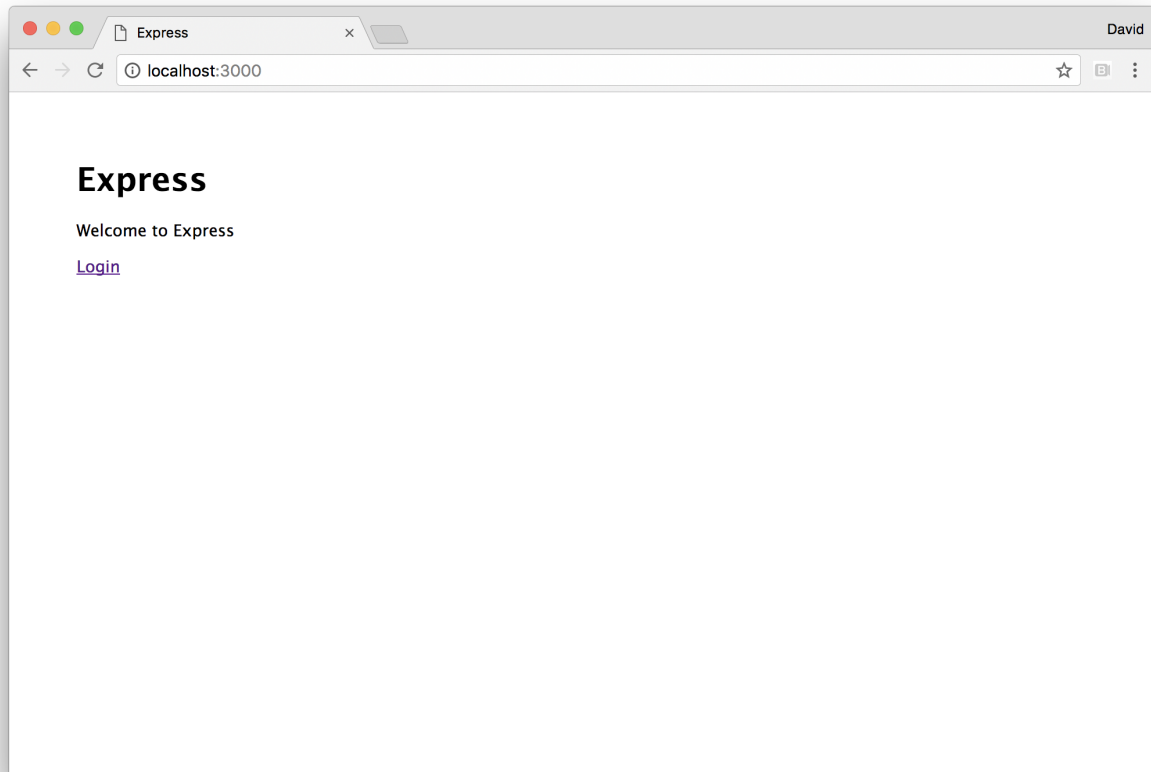 Express
David
localhost:3000
Express
Welcome to Express
Login